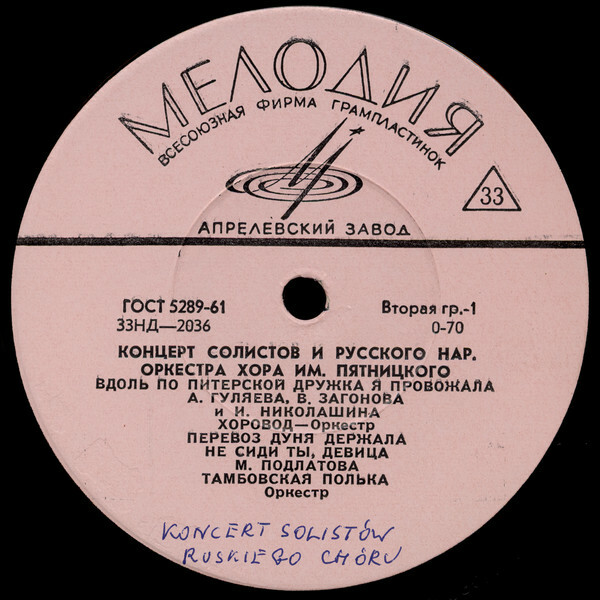 МЕЛОДИЯ
ВСЕСОЮЗНАЯ ФИРМА ГРАМПЛАСТИНОК
33
АПРЕЛЕВСКИЙ ЗАВОД
ГОСТ 5289-61 Вторая гр.-1
33НД—2036 0-70
КОНЦЕРТ СОЛИСТОВ И РУССКОГО НАР.
ОРКЕСТРА ХОРА ИМ. ПЯТНИЦКОГО
ВДОЛЬ ПО ПИТЕРСКОЙ ДРУЖКА Я ПРОВОЖАЛА
А. ГУЛЯЕВА, В. ЗАГОНОВА
и И. НИКОЛАШИНА
ХОРОВОД—Оркестр
ПЕРЕВОЗ ДУНЯ ДЕРЖАЛА
НЕ СИДИ ТЫ, ДЕВИЦА
М. ПОДЛАТОВА
ТАМБОВСКАЯ ПОЛЬКА
Оркестр
KONCERT SOLISTÓW
RUSKIEGO CHÓRU